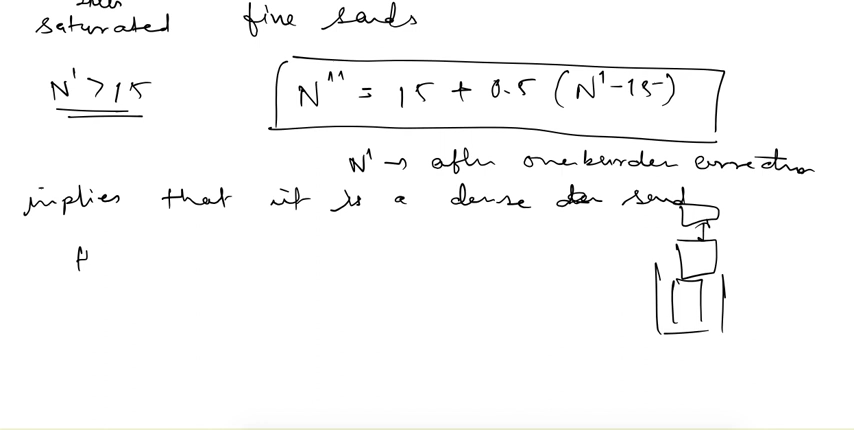 saturated fine sands
N' > 15 N'' = 15 + 0.5 (N' - 15)
N' → after overburden correction
implies that it is a dense sand